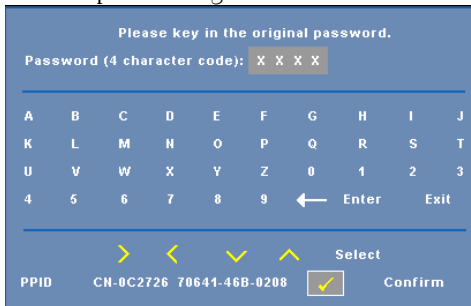 Please key in the original password.
Password (4 character code): X X X X
A B C D E F G H I J
K L M N O P Q R S T
U V W X Y Z 0 1 2 3
4 5 6 7 8 9 ← Enter Exit
Select
PPID CN-0C2726 70641-46B-0208 ✓ Confirm